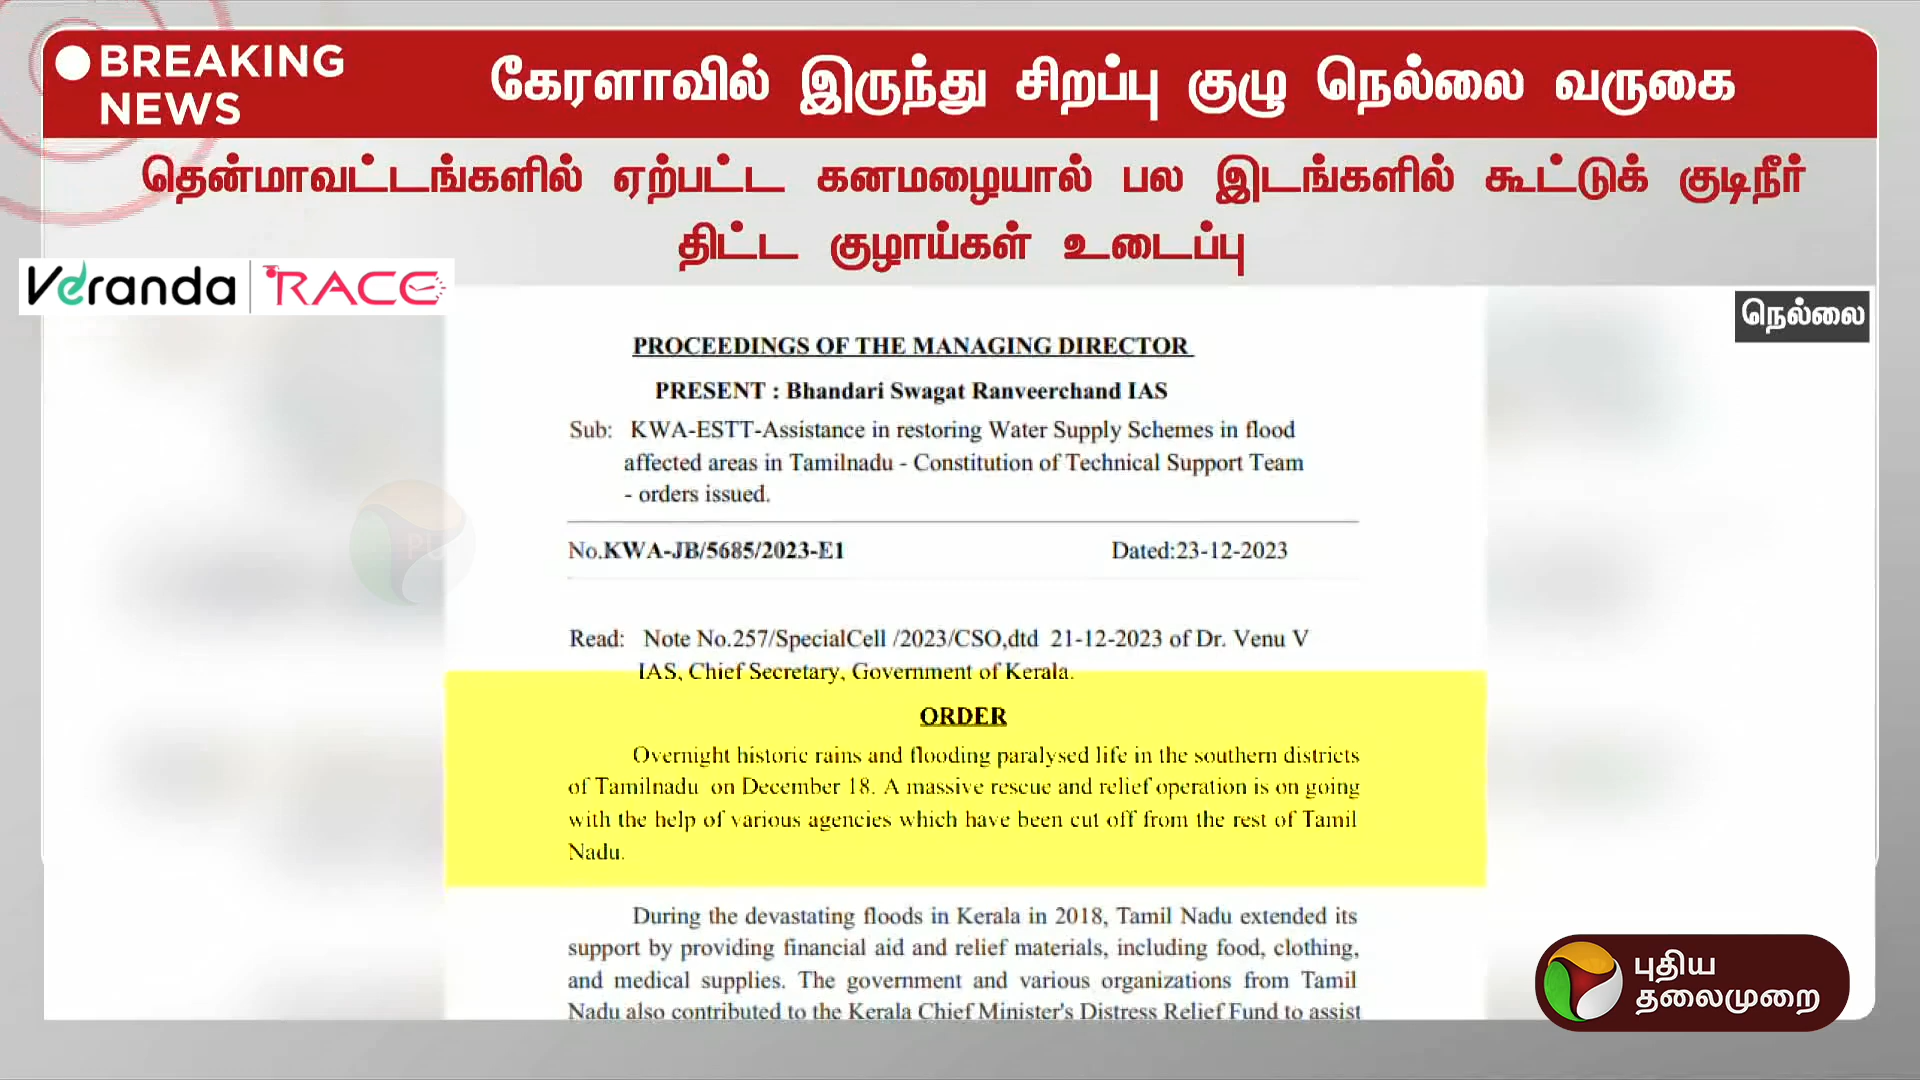 BREAKING
NEWS
கேரளாவில் இருந்து சிறப்பு குழு நெல்லை வருகை
தென்மாவட்டங்களில் ஏற்பட்ட கனமழையால் பல இடங்களில் கூட்டுக் குடிநீர்
திட்ட குழாய்கள் உடைப்பு
Veranda RACE
நெல்லை
PROCEEDINGS OF THE MANAGING DIRECTOR
PRESENT : Bhandari Swagat Ranveerchand IAS
Sub: KWA-ESTT-Assistance in restoring Water Supply Schemes in flood
affected areas in Tamilnadu - Constitution of Technical Support Team
- orders issued.
No.KWA-JB/5685/2023-E1 Dated:23-12-2023
Read: Note No.257/SpecialCell /2023/CSO,dtd 21-12-2023 of Dr. Venu V
IAS, Chief Secretary, Government of Kerala.
ORDER
Overnight historic rains and flooding paralysed life in the southern districts
of Tamilnadu on December 18. A massive rescue and relief operation is on going
with the help of various agencies which have been cut off from the rest of Tamil
Nadu.
During the devastating floods in Kerala in 2018, Tamil Nadu extended its
support by providing financial aid and relief materials, including food, clothing,
and medical supplies. The government and various organizations from Tamil
Nadu also contributed to the Kerala Chief Minister's Distress Relief Fund to assist
புதிய
தலைமுறை